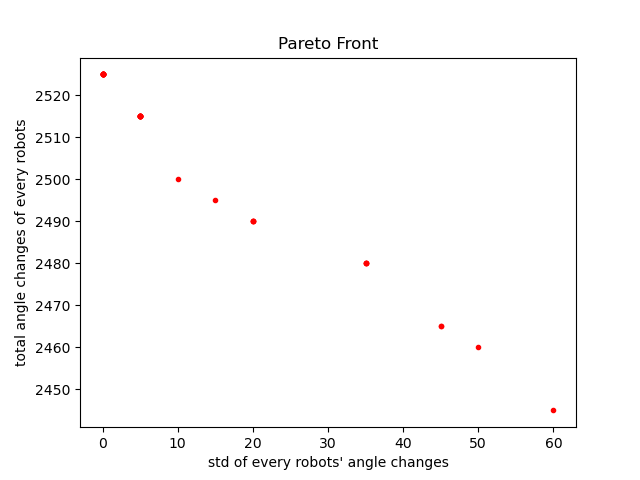 Pareto Front
total angle changes of every robots
2520
2510
2500
2490
2480
2470
2460
2450
0 10 20 30 40 50 60
std of every robots' angle changes